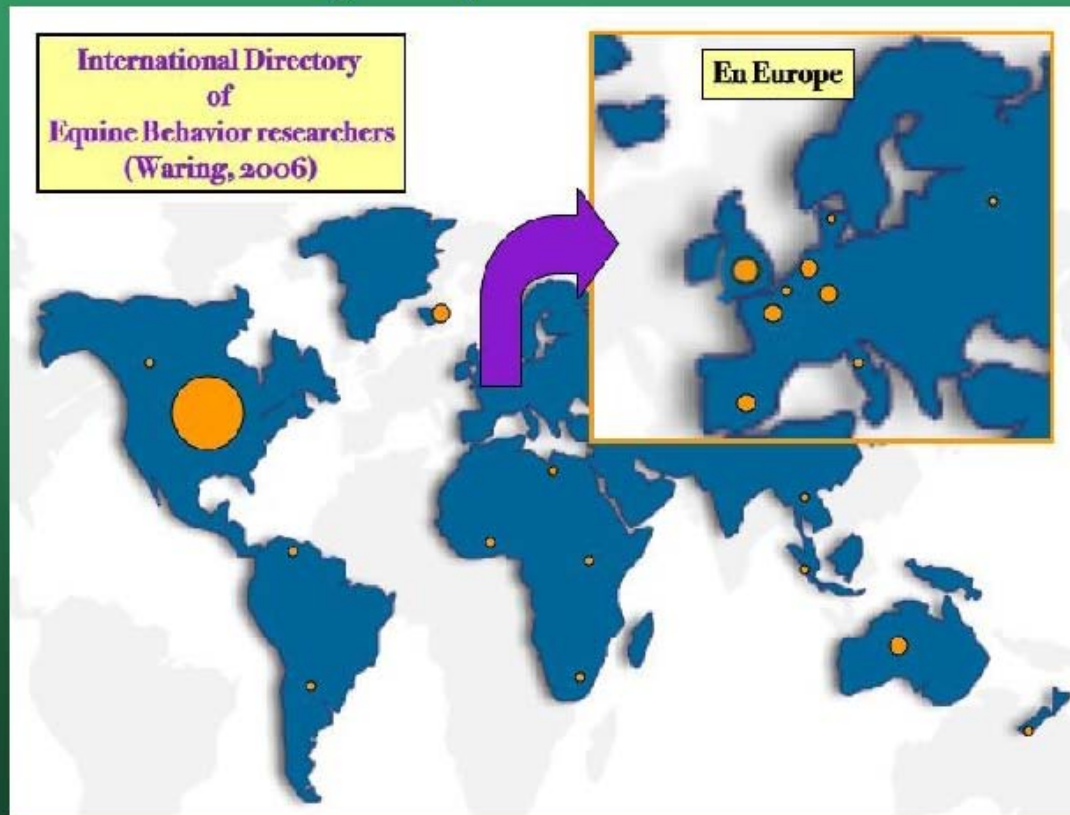 International Directory
of
Equine Behavior researchers
(Waring, 2006)
En Europe